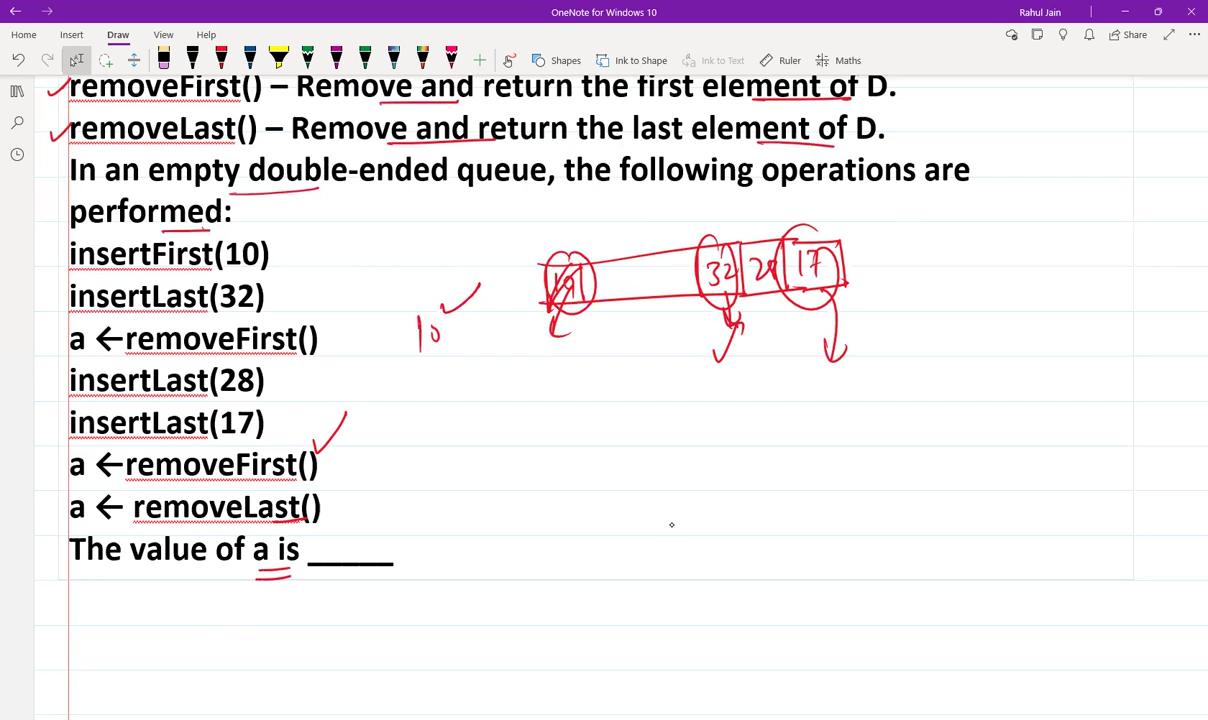 OneNote for Windows 10
Rahul Jain
Home Insert Draw View Help
Share
Shapes Ink to Shape Ink to Text Ruler Maths
removeFirst() – Remove and return the first element of D.
removeLast() – Remove and return the last element of D.
In an empty double-ended queue, the following operations are
performed:
insertFirst(10)
insertLast(32)
a ←removeFirst()
insertLast(28)
insertLast(17)
a ←removeFirst()
a ← removeLast()
The value of a is _____
32 28 17
10